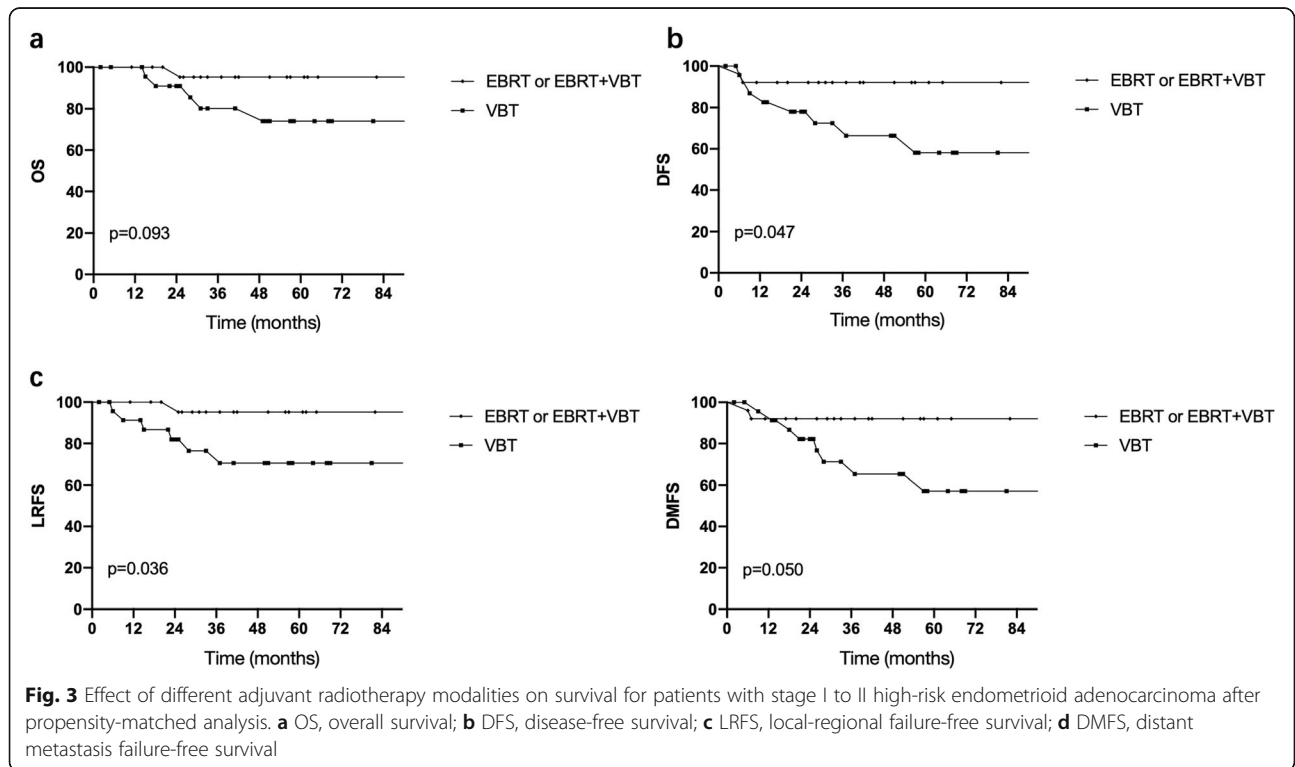 a
100
80
60
40
20
0
OS
0 12 24 36 48 60 72 84
Time (months)
p=0.093
EBRT or EBRT+VBT
VBT
b
100
80
60
40
20
0
DFS
0 12 24 36 48 60 72 84
Time (months)
p=0.047
EBRT or EBRT+VBT
VBT
c
100
80
60
40
20
0
LRFS
0 12 24 36 48 60 72 84
Time (months)
p=0.036
EBRT or EBRT+VBT
VBT
100
80
60
40
20
0
DMFS
0 12 24 36 48 60 72 84
Time (months)
p=0.050
EBRT or EBRT+VBT
VBT
Fig. 3 Effect of different adjuvant radiotherapy modalities on survival for patients with stage I to II high-risk endometrioid adenocarcinoma after
propensity-matched analysis. a OS, overall survival; b DFS, disease-free survival; c LRFS, local-regional failure-free survival; d DMFS, distant
metastasis failure-free survival